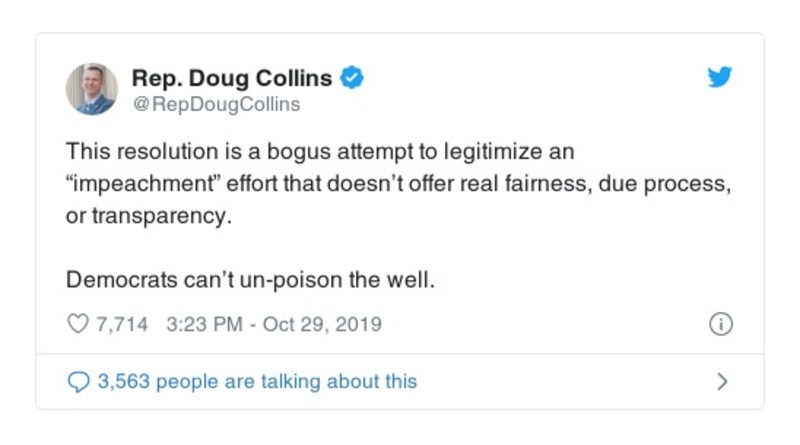 Rep. Doug Collins
@RepDougCollins
This resolution is a bogus attempt to legitimize an
“impeachment” effort that doesn’t offer real fairness, due process,
or transparency.
Democrats can’t un-poison the well.
7,714 3:23 PM - Oct 29, 2019
3,563 people are talking about this